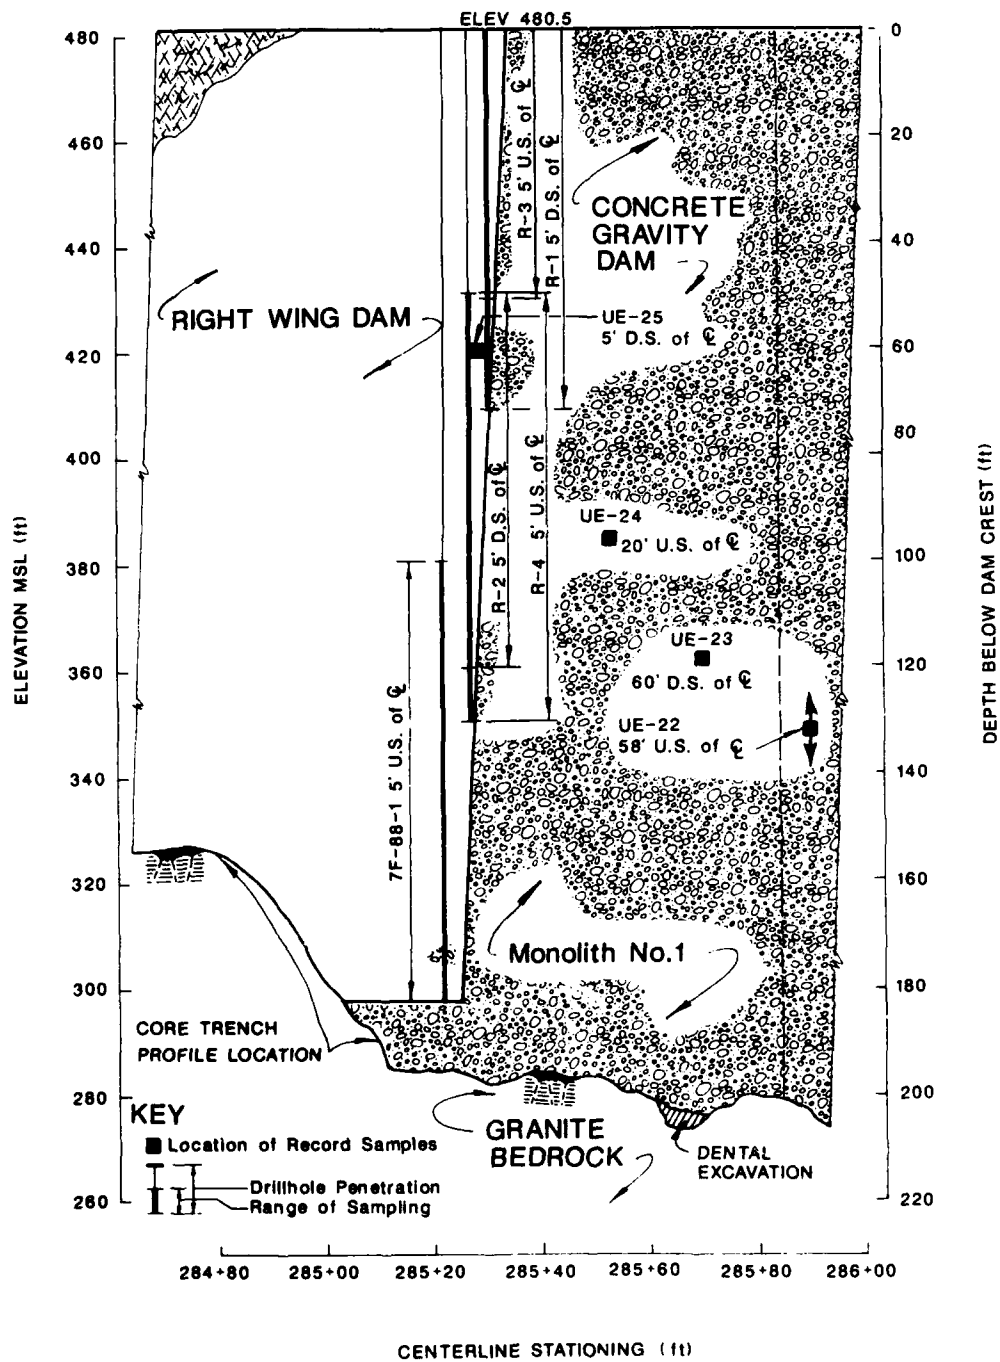 ELEV 480.5
480
460
440
420
400
380
360
340
320
300
280
260
ELEVATION MSL (ft)
0
20
40
60
80
100
120
140
160
180
200
220
DEPTH BELOW DAM CREST (ft)
R-3 5' U.S. of ℄
R-1 5' D.S. of ℄
CONCRETE
GRAVITY
DAM
RIGHT WING DAM
UE-25
5' D.S. of ℄
R-2 5' D.S. of ℄
R-4 5' U.S. of ℄
UE-24
20' U.S. of ℄
UE-23
60' D.S. of ℄
UE-22
58' U.S. of ℄
7F-88-1 5' U.S. of ℄
Monolith No.1
CORE TRENCH
PROFILE LOCATION
GRANITE
BEDROCK
DENTAL
EXCAVATION
KEY
Location of Record Samples
Drillhole Penetration
Range of Sampling
284+80
285+00
285+20
285+40
285+60
285+80
286+00
CENTERLINE STATIONING (ft)